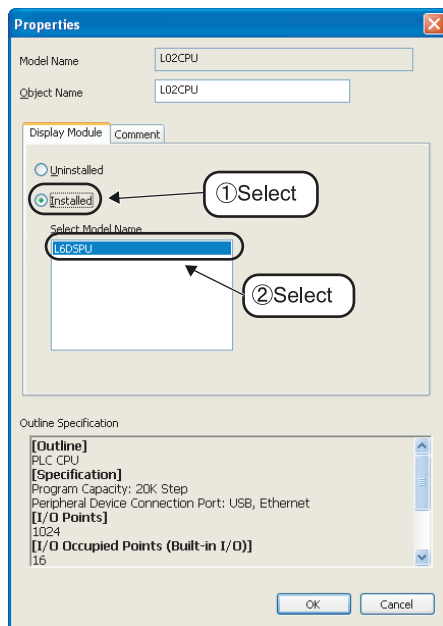 Properties
Model Name
L02CPU
Object Name
L02CPU
Display Module
Comment
Uninstalled
Installed
①Select
Select Model Name
L6DSPU
②Select
Outline Specification
[Outline]
PLC CPU
[Specification]
Program Capacity: 20K Step
Peripheral Device Connection Port: USB, Ethernet
[I/O Points]
1024
[I/O Occupied Points (Built-in I/O)]
16
OK
Cancel